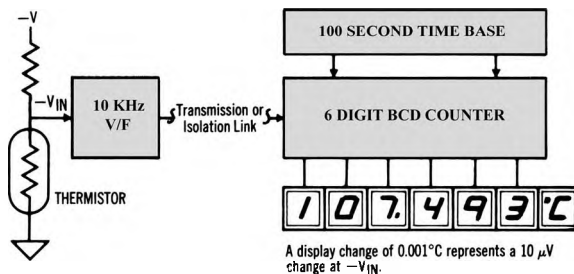 −V
100 SECOND TIME BASE
−VIN
10 KHz
V/F
Transmission or
Isolation Link
6 DIGIT BCD COUNTER
THERMISTOR
107.493°C
A display change of 0.001°C represents a 10 μV
change at −VIN.